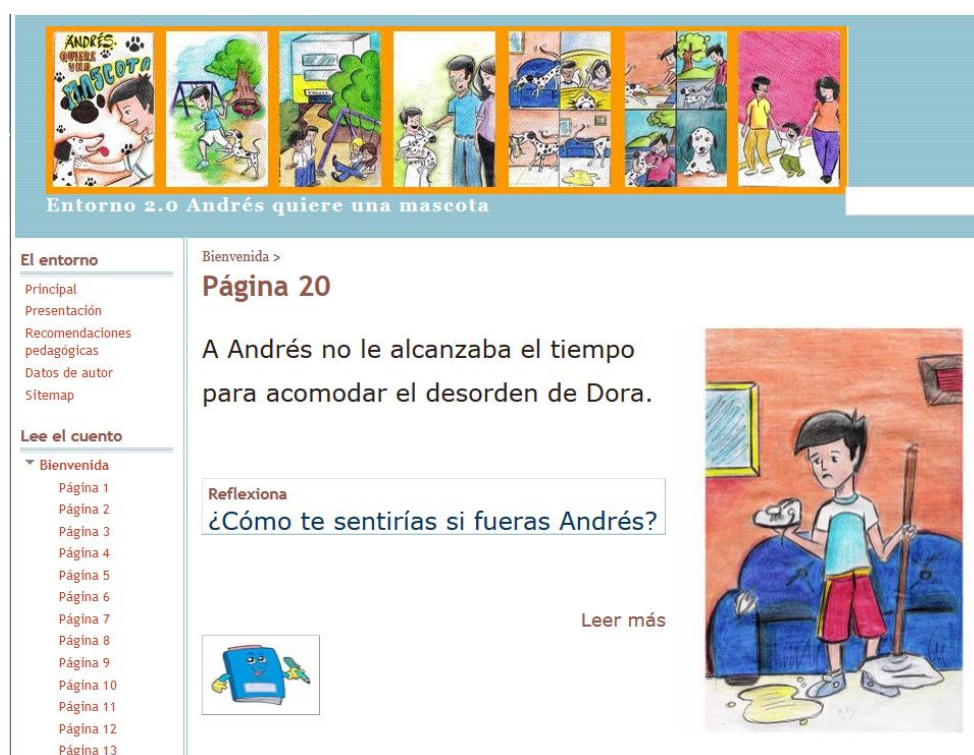 ANDRÉS
QUIERE
UNA
MASCOTA
Entorno 2.0 Andrés quiere una mascota
El entorno
Principal
Presentación
Recomendaciones
pedagógicas
Datos de autor
Sitemap
Lee el cuento
Bienvenida
Página 1
Página 2
Página 3
Página 4
Página 5
Página 6
Página 7
Página 8
Página 9
Página 10
Página 11
Página 12
Página 13
Bienvenida >
Página 20
A Andrés no le alcanzaba el tiempo
para acomodar el desorden de Dora.
Reflexiona
¿Cómo te sentirías si fueras Andrés?
Leer más